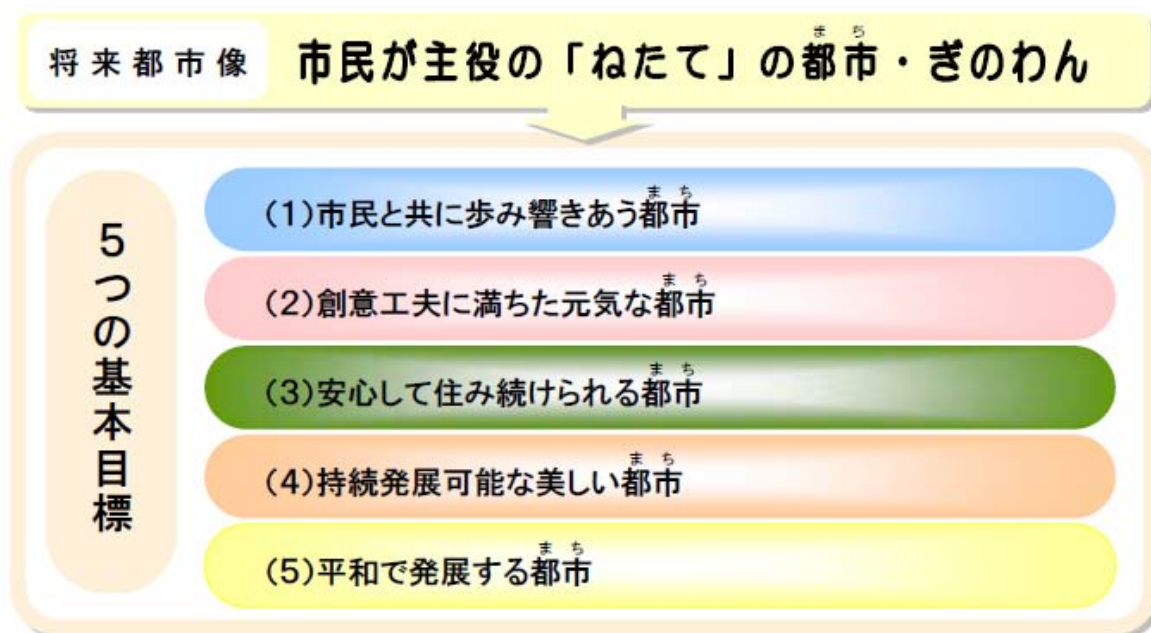 将来都市像
市民が主役の「ねたて」の都市・ぎのわん
まち
5つの基本目標
まち
(1)市民と共に歩み響きあう都市
まち
(2)創意工夫に満ちた元気な都市
まち
(3)安心して住み続けられる都市
まち
(4)持続発展可能な美しい都市
まち
(5)平和で発展する都市